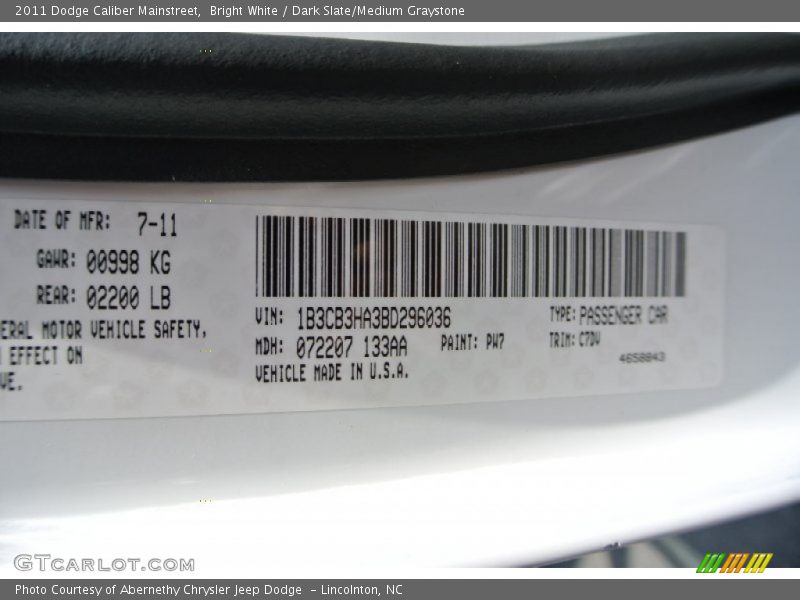 2011 Dodge Caliber Mainstreet,  Bright White / Dark Slate/Medium Graystone
DATE OF MFR: 7-11
GAWR: 00998 KG
REAR: 02200 LB
ERAL MOTOR VEHICLE SAFETY,
EFFECT ON
VE.
VIN: 1B3CB3HA3BD296036
TYPE: PASSENGER CAR
MDH: 072207 133AA
PAINT: PW7
TRIM: C7DV
VEHICLE MADE IN U.S.A.
4658843
GTCARLOT.COM
Photo Courtesy of Abernethy Chrysler Jeep Dodge  – Lincolnton, NC